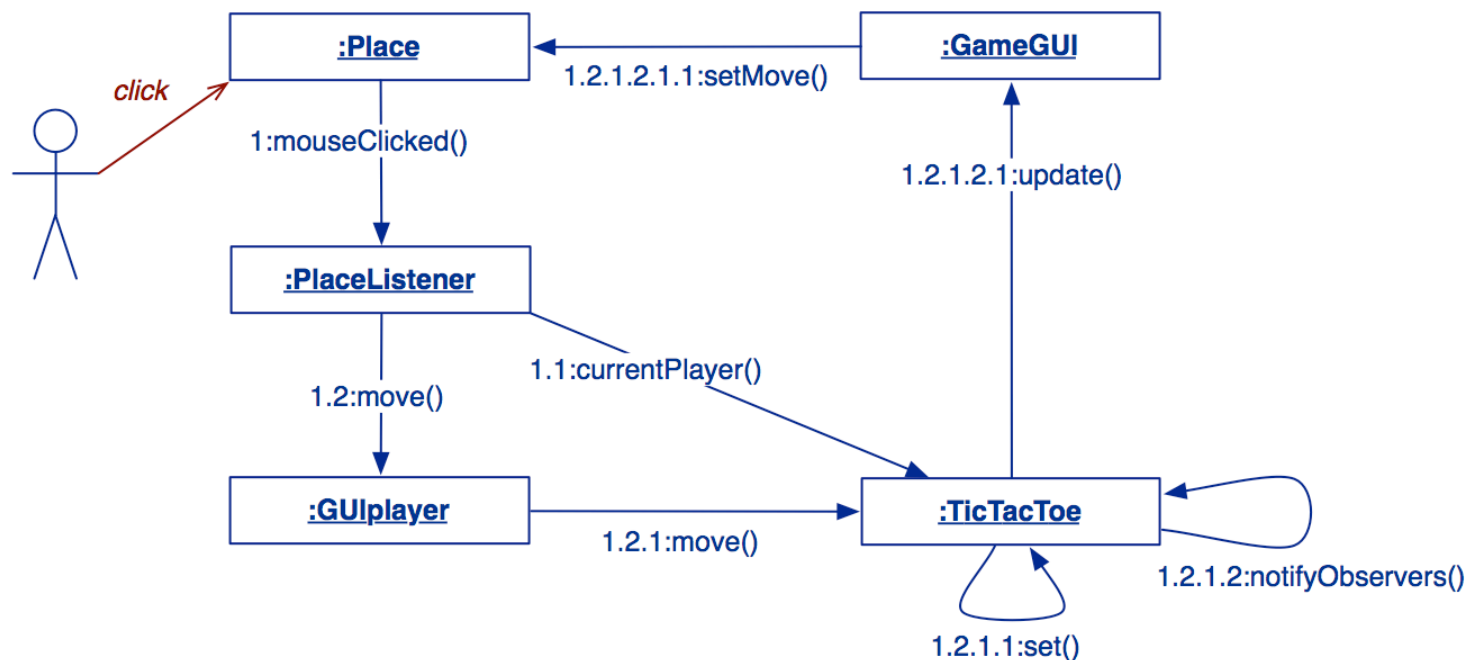 :Place
:GameGUI
1.2.1.2.1.1:setMove()
click
1:mouseClicked()
1.2.1.2.1:update()
:PlaceListener
1.1:currentPlayer()
1.2:move()
:GUIplayer
:TicTacToe
1.2.1:move()
1.2.1.2:notifyObservers()
1.2.1.1:set()